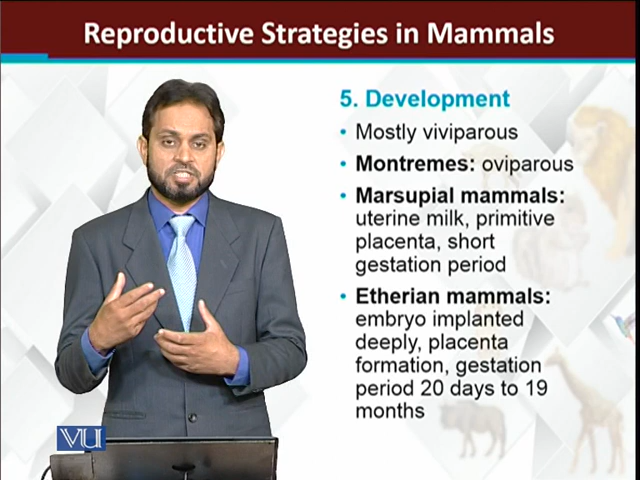 Reproductive Strategies in Mammals
5. Development
• Mostly viviparous
• Montremes: oviparous
• Marsupial mammals:
uterine milk, primitive
placenta, short
gestation period
• Etherian mammals:
embryo implanted
deeply, placenta
formation, gestation
period 20 days to 19
months
VU